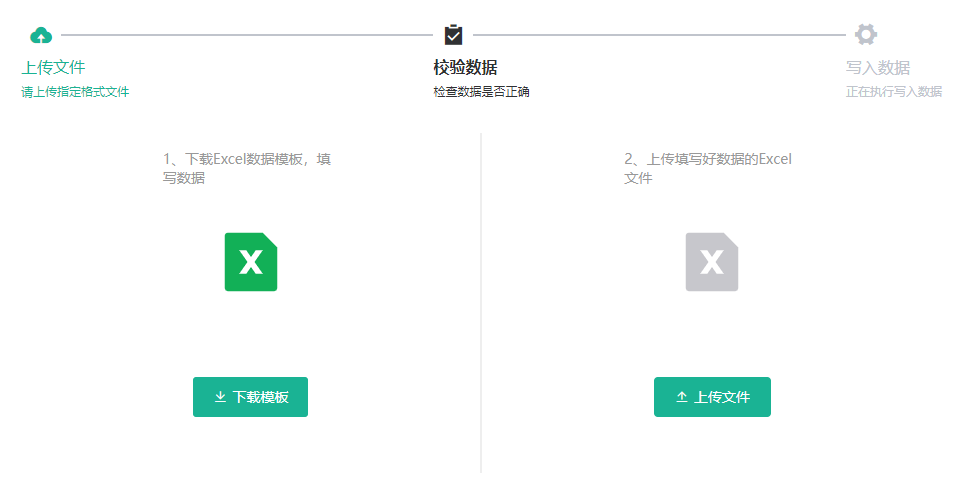 上传文件
请上传指定格式文件
校验数据
检查数据是否正确
写入数据
正在执行写入数据
1、下载Excel数据模板，填
写数据
X
下载模板
2、上传填写好数据的Excel
文件
X
上传文件